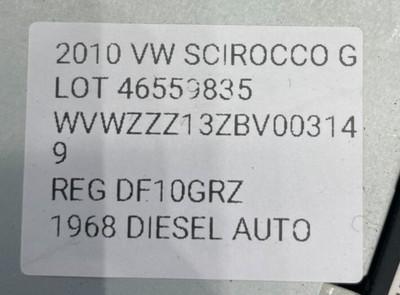 2010 VW SCIROCCO G
LOT 46559835
WVWZZZ13ZBV00314
9
REG DF10GRZ
1968 DIESEL AUTO